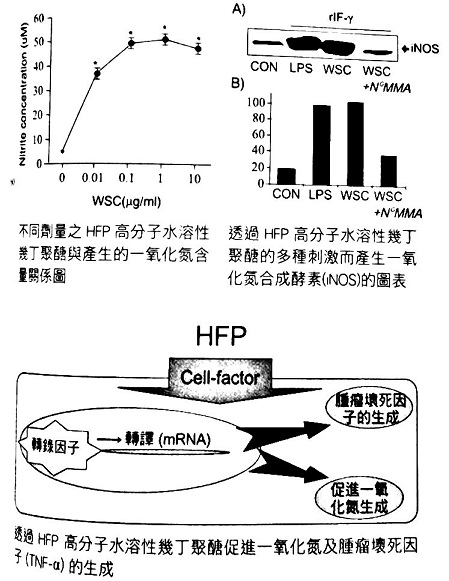 60
50
40
30
20
10
0
Nitrite concentration (uM)
*
*
*
*
0 0.01 0.1 1 10
WSC(μg/ml)
不同劑量之HFP高分子水溶性
幾丁聚醣與產生的一氧化氮含
量關係圖
A)
rIF-γ
iNOS
CON LPS WSC WSC
+NᴳMMA
B)
100
80
60
40
20
0
CON LPS WSC WSC
+NᴳMMA
透過 HFP 高分子水溶性幾丁
聚醣的多種刺激而產生一氧
化氮合成酵素(iNOS)的圖表
HFP
Cell-factor
轉錄因子
轉譯 (mRNA)
腫瘤壞死因
子的生成
促進一氧
化氮生成
透過 HFP 高分子水溶性幾丁聚醣促進一氧化氮及腫瘤壞死因
子 (TNF-α) 的生成